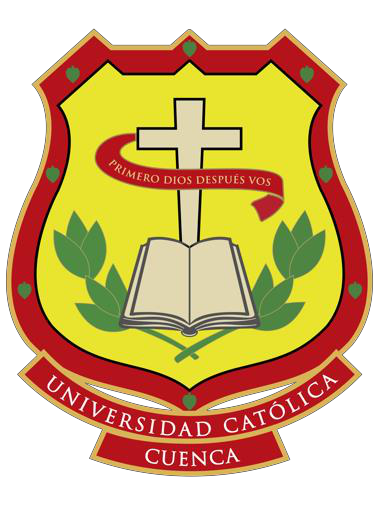 PRIMERO DIOS DESPUÉS VOS
UNIVERSIDAD CATÓLICA
CUENCA